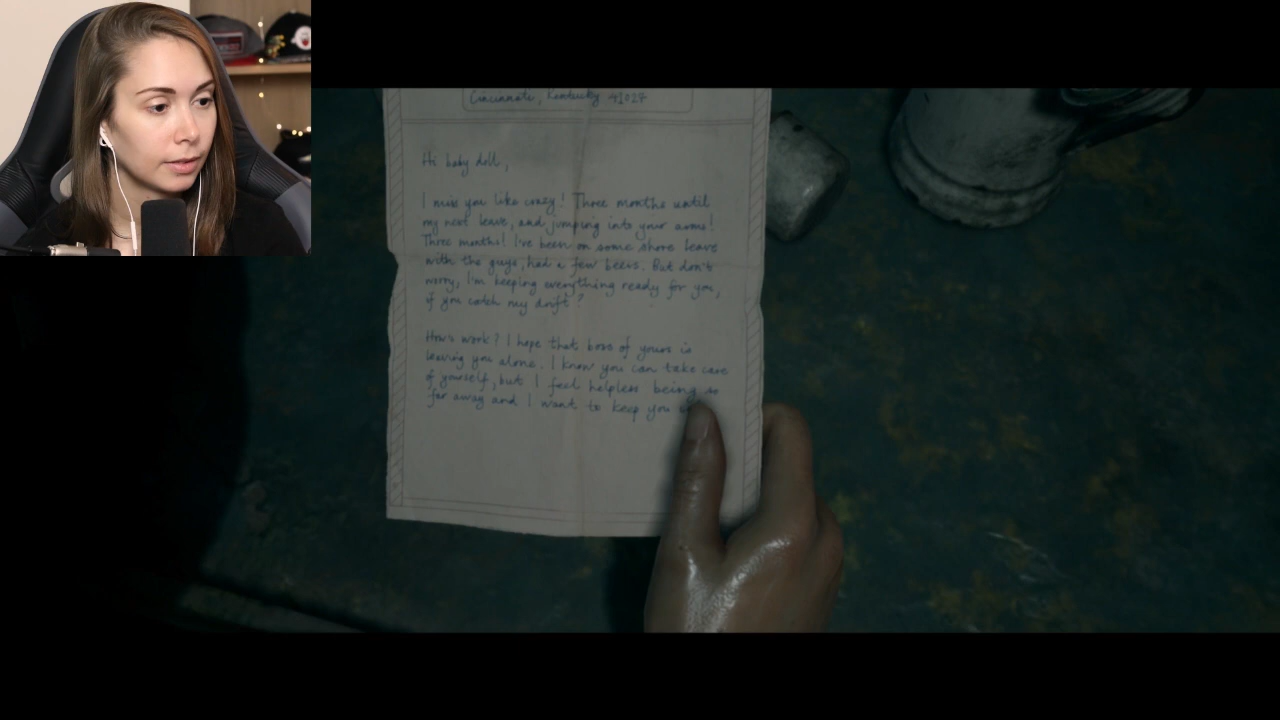 Cincinnati, Kentucky 41027
Hi baby doll,
I miss you like crazy! Three months until
my next leave, and jumping into your arms!
Three months! I've been on some shore leave
with the guys, had a few beers. But don't
worry, I'm keeping everything ready for you,
if you catch my drift?
How's work? I hope that boss of yours is
leaving you alone. I know you can take care
of yourself, but I feel helpless being so
far away and I want to keep you